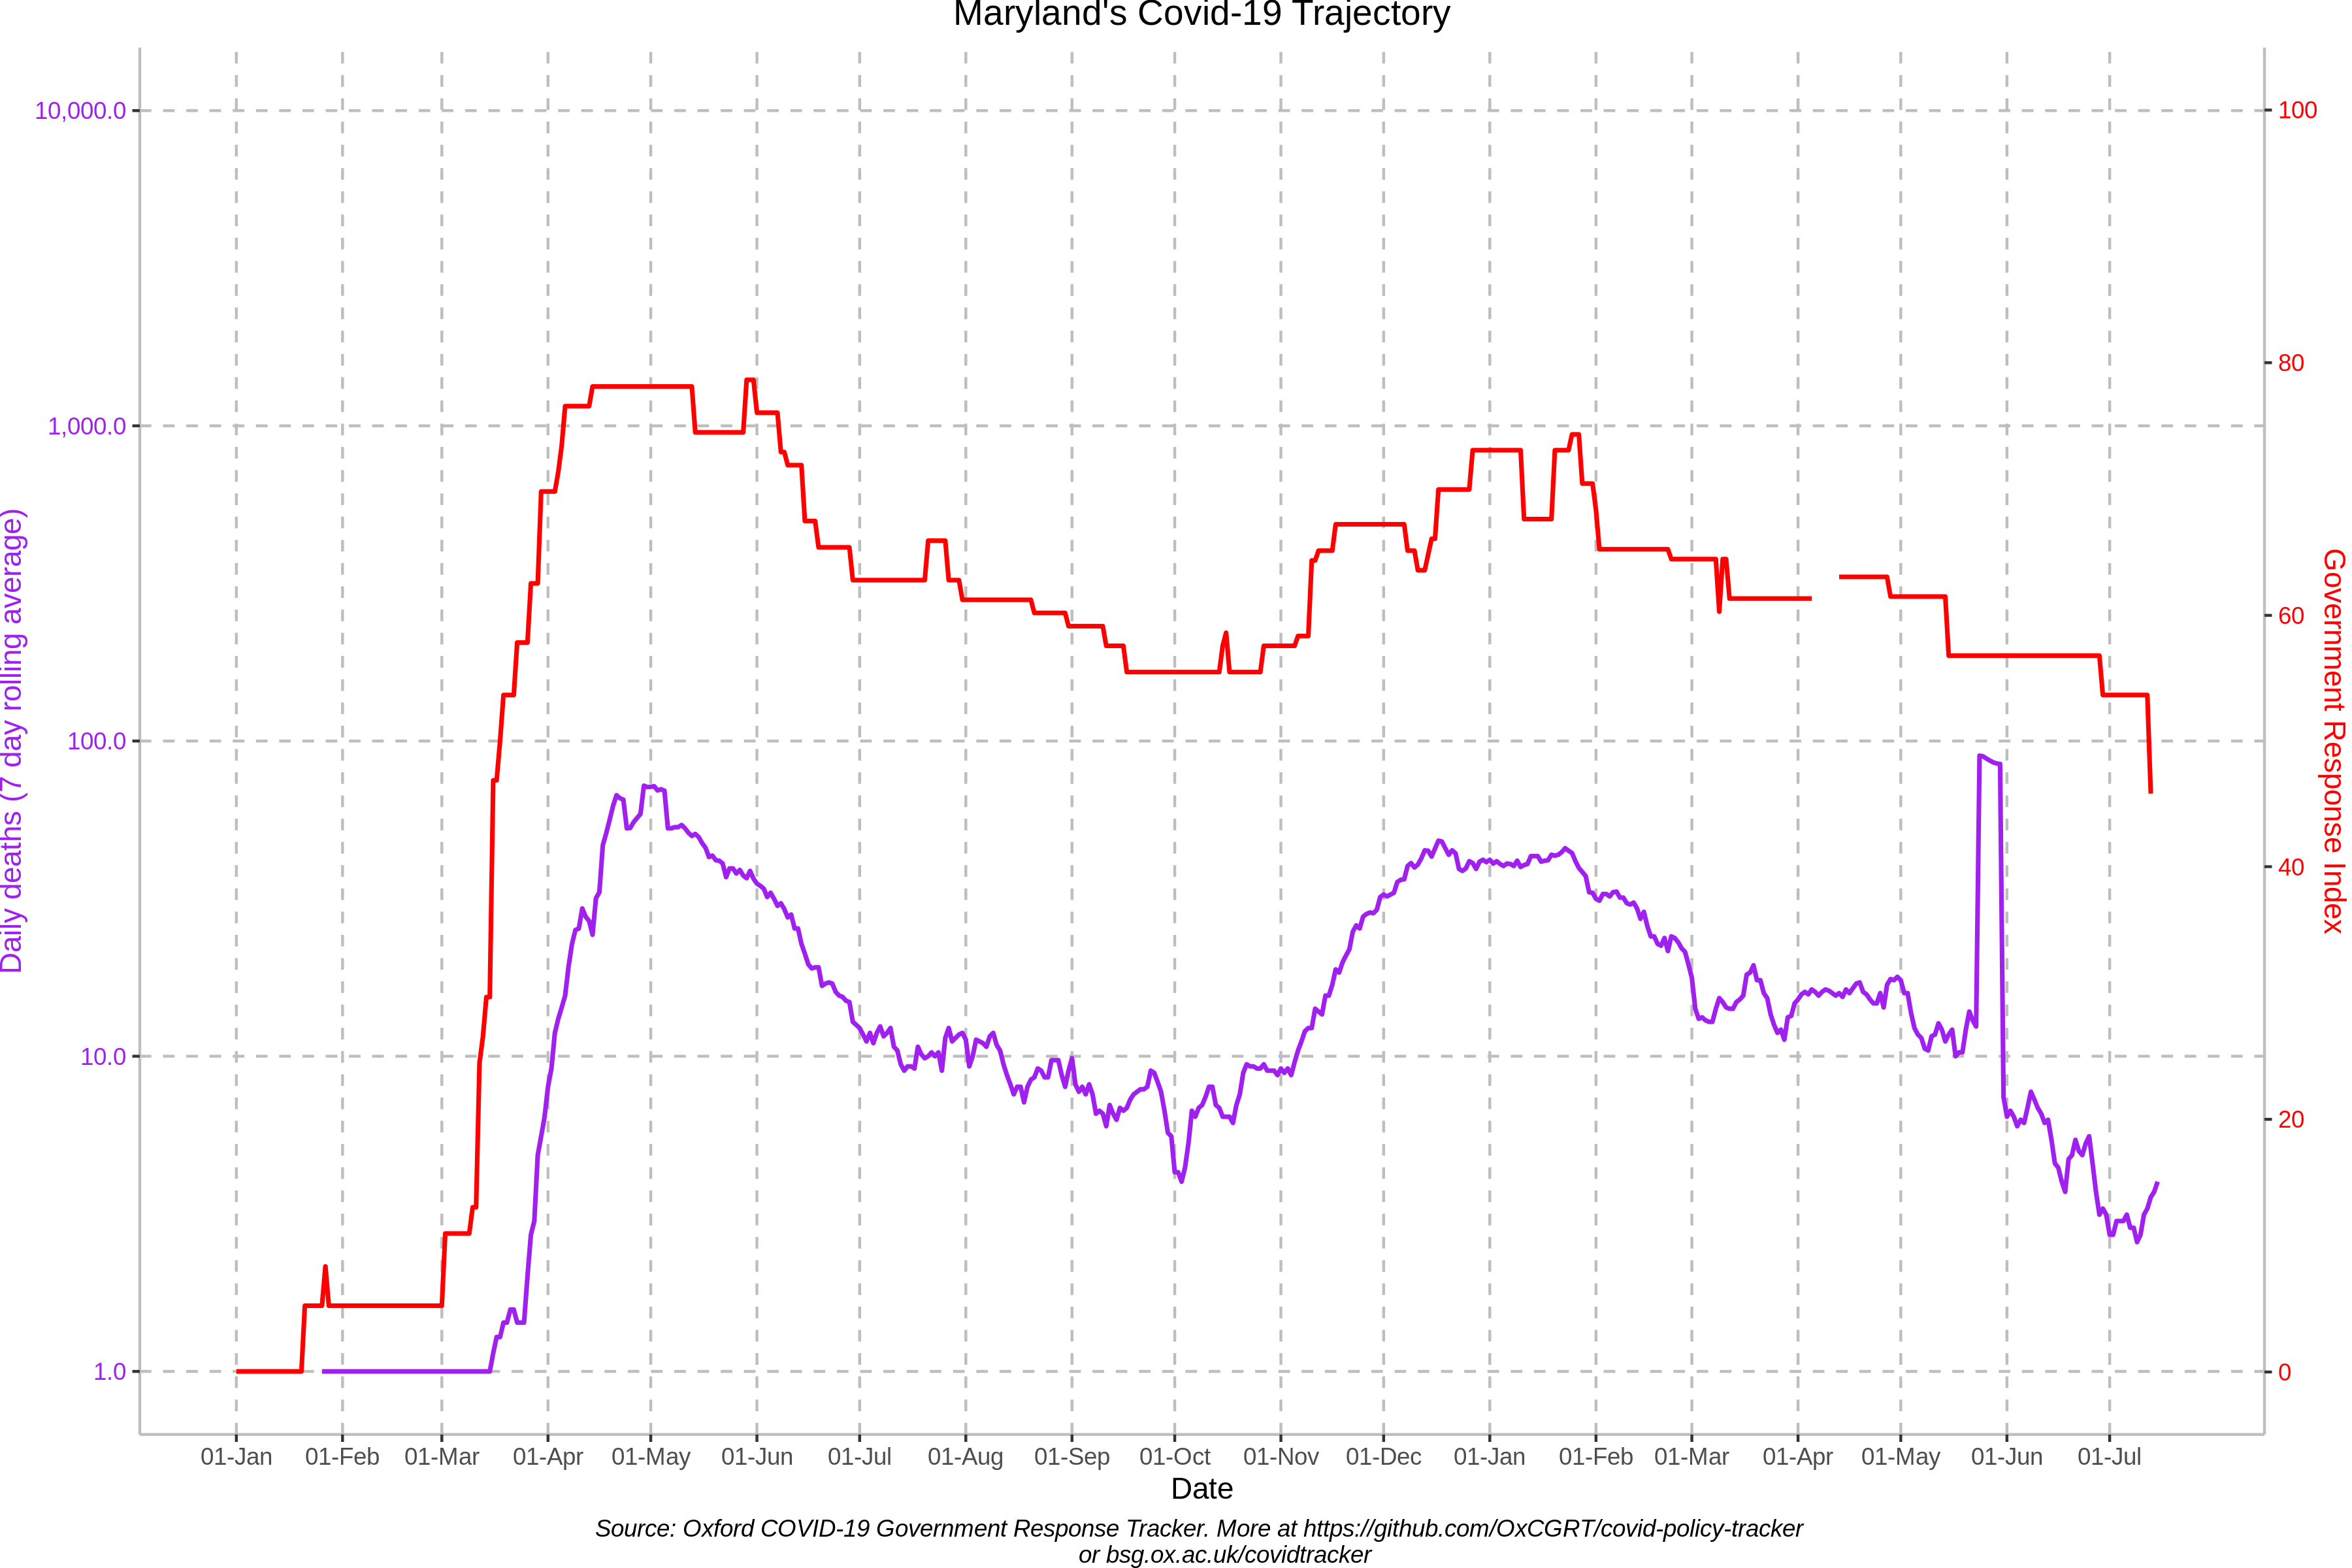 Maryland's Covid-19 Trajectory
10,000.0
1,000.0
100.0
10.0
1.0
Daily deaths (7 day rolling average)
100
80
60
40
20
0
Government Response Index
01-Jan 01-Feb 01-Mar 01-Apr 01-May 01-Jun 01-Jul 01-Aug 01-Sep 01-Oct 01-Nov 01-Dec 01-Jan 01-Feb 01-Mar 01-Apr 01-May 01-Jun 01-Jul
Date
Source: Oxford COVID-19 Government Response Tracker. More at https://github.com/OxCGRT/covid-policy-tracker
or bsg.ox.ac.uk/covidtracker